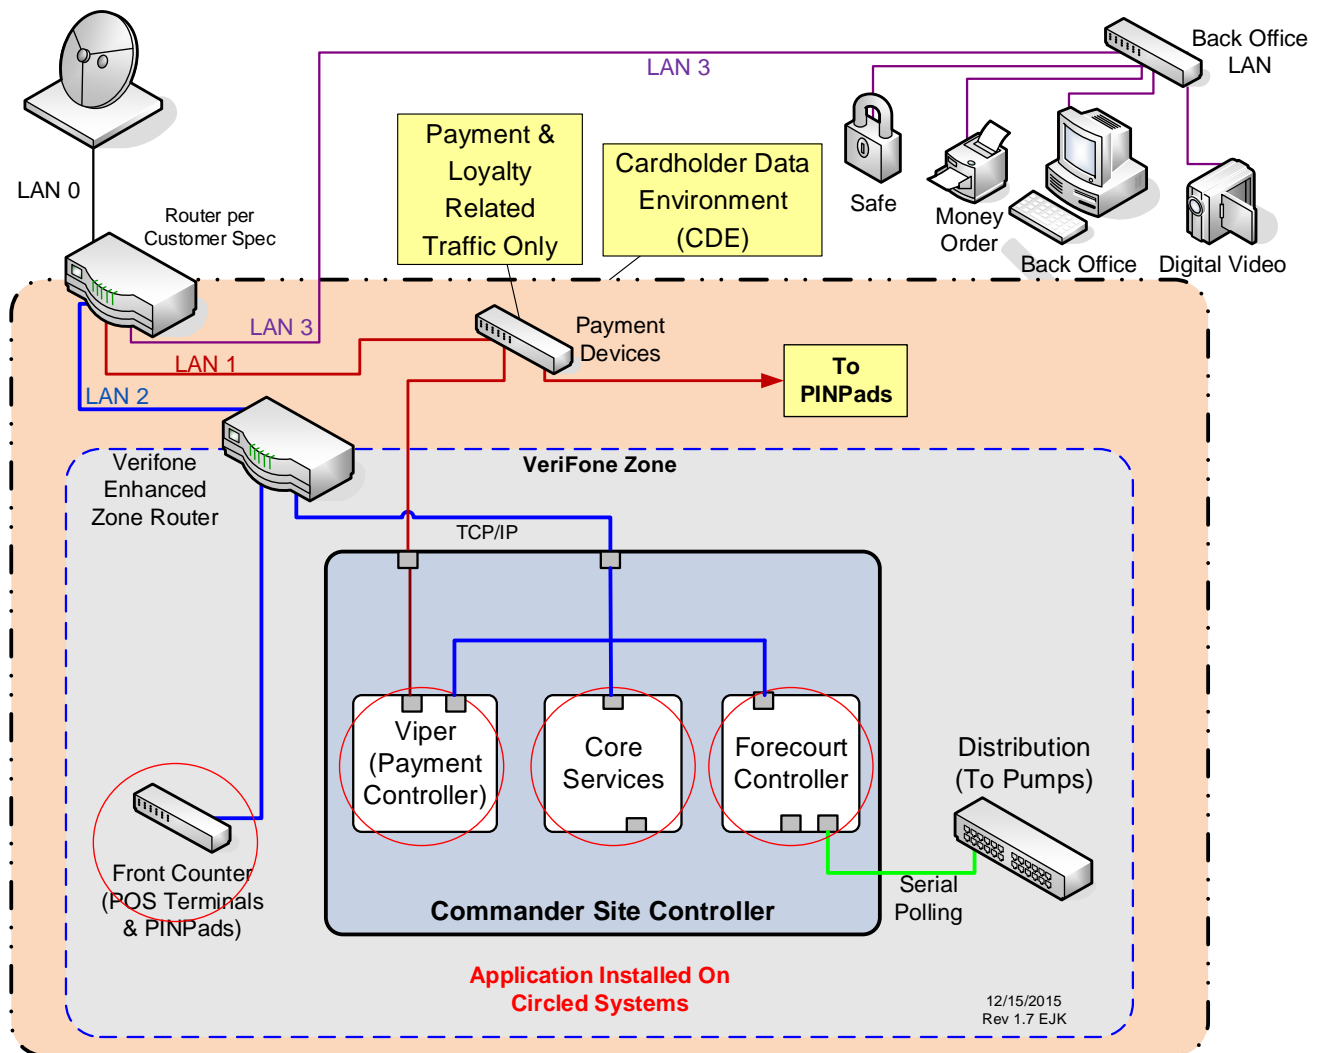 Back Office
LAN
LAN 3
Payment &
Loyalty
Related
Traffic Only
Cardholder Data
Environment
(CDE)
LAN 0
Safe
Money
Order
Router per
Customer Spec
Back Office
Digital Video
LAN 3
Payment
Devices
LAN 1
To
PINPads
LAN 2
Verifone
Enhanced
Zone Router
VeriFone Zone
TCP/IP
Viper
(Payment
Controller)
Core
Services
Forecourt
Controller
Distribution
(To Pumps)
Front Counter
(POS Terminals
& PINPads)
Serial
Polling
Commander Site Controller
Application Installed On
Circled Systems
12/15/2015
Rev 1.7 EJK